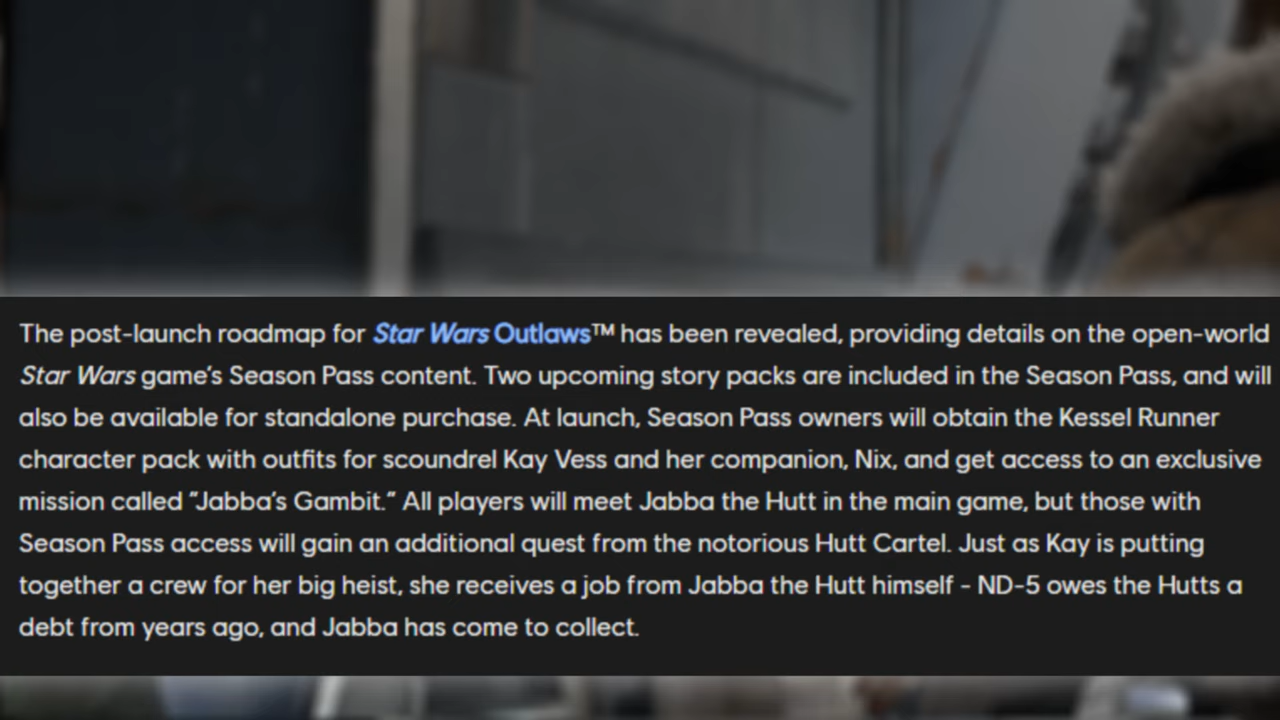 The post-launch roadmap for Star Wars Outlaws™ has been revealed, providing details on the open-world
Star Wars game's Season Pass content. Two upcoming story packs are included in the Season Pass, and will
also be available for standalone purchase. At launch, Season Pass owners will obtain the Kessel Runner
character pack with outfits for scoundrel Kay Vess and her companion, Nix, and get access to an exclusive
mission called “Jabba's Gambit.” All players will meet Jabba the Hutt in the main game, but those with
Season Pass access will gain an additional quest from the notorious Hutt Cartel. Just as Kay is putting
together a crew for her big heist, she receives a job from Jabba the Hutt himself - ND-5 owes the Hutts a
debt from years ago, and Jabba has come to collect.